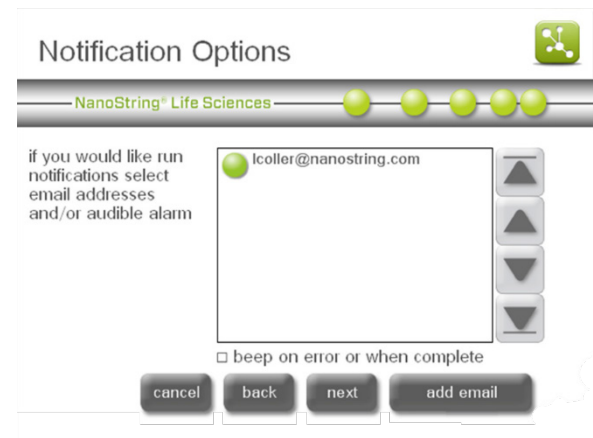 Notification Options
NanoString® Life Sciences
if you would like run
notifications select
email addresses
and/or audible alarm
lcoller@nanostring.com
beep on error or when complete
cancel back next add email